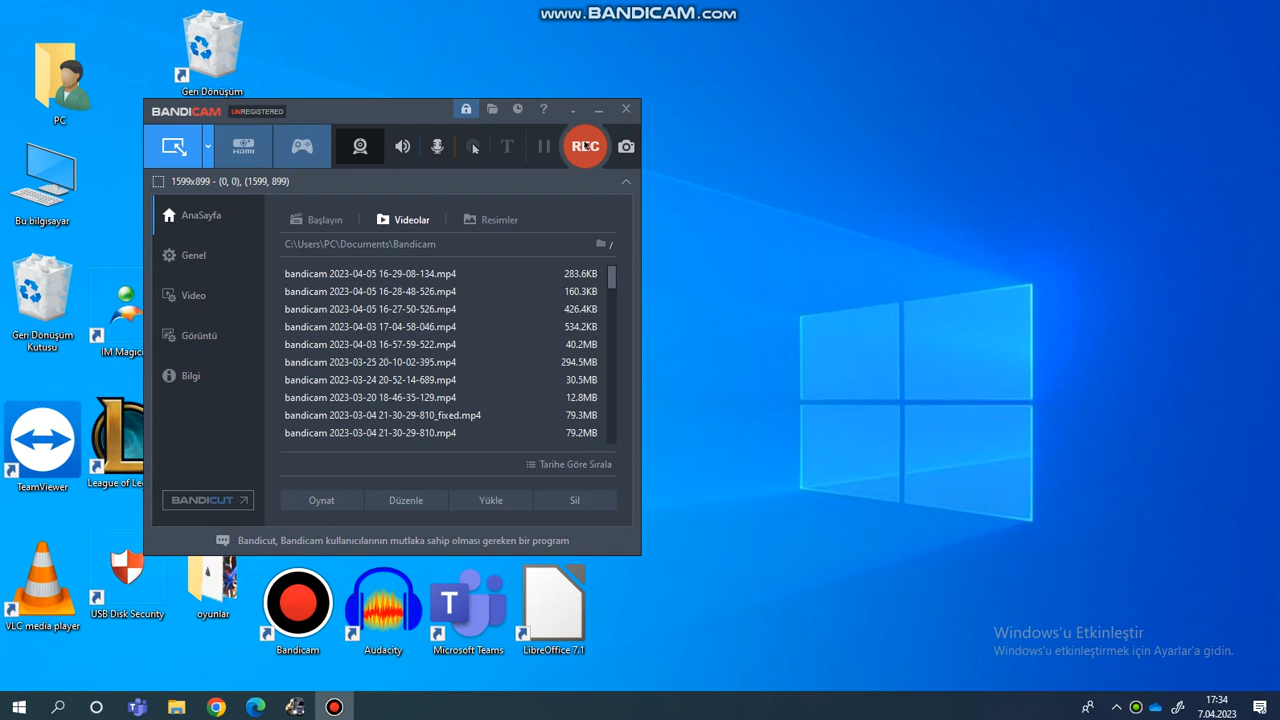 www.BANDICAM.com
Geri Dönüşüm
PC
BANDICAM UNREGISTERED
HDMI
T
REC
1599x899 - (0, 0), (1599, 899)
AnaSayfa
Genel
Video
Görüntü
Bilgi
BANDICUT
Başlayın
Videolar
Resimler
C:\Users\PC\Documents\Bandicam
/
bandicam 2023-04-05 16-29-08-134.mp4 283.6KB
bandicam 2023-04-05 16-28-48-526.mp4 160.3KB
bandicam 2023-04-05 16-27-50-526.mp4 426.4KB
bandicam 2023-04-03 17-04-58-046.mp4 534.2KB
bandicam 2023-04-03 16-57-59-522.mp4 40.2MB
bandicam 2023-03-25 20-10-02-395.mp4 294.5MB
bandicam 2023-03-24 20-52-14-689.mp4 30.5MB
bandicam 2023-03-20 18-46-35-129.mp4 12.8MB
bandicam 2023-03-04 21-30-29-810_fixed.mp4 79.3MB
bandicam 2023-03-04 21-30-29-810.mp4 79.2MB
Tarihe Göre Sırala
Oynat
Düzenle
Yükle
Sil
Bandicut, Bandicam kullanıcılarının mutlaka sahip olması gereken bir program
Bu bilgisayar
Geri Dönüşüm
Kutusu
IM Magic
TeamViewer
League of Le
VLC media player
USB Disk Security
oyunlar
Bandicam
Audacity
T
Microsoft Teams
LibreOffice 7.1
Windows'u Etkinleştir
Windows'u etkinleştirmek için Ayarlar'a gidin.
17:34
7.04.2023